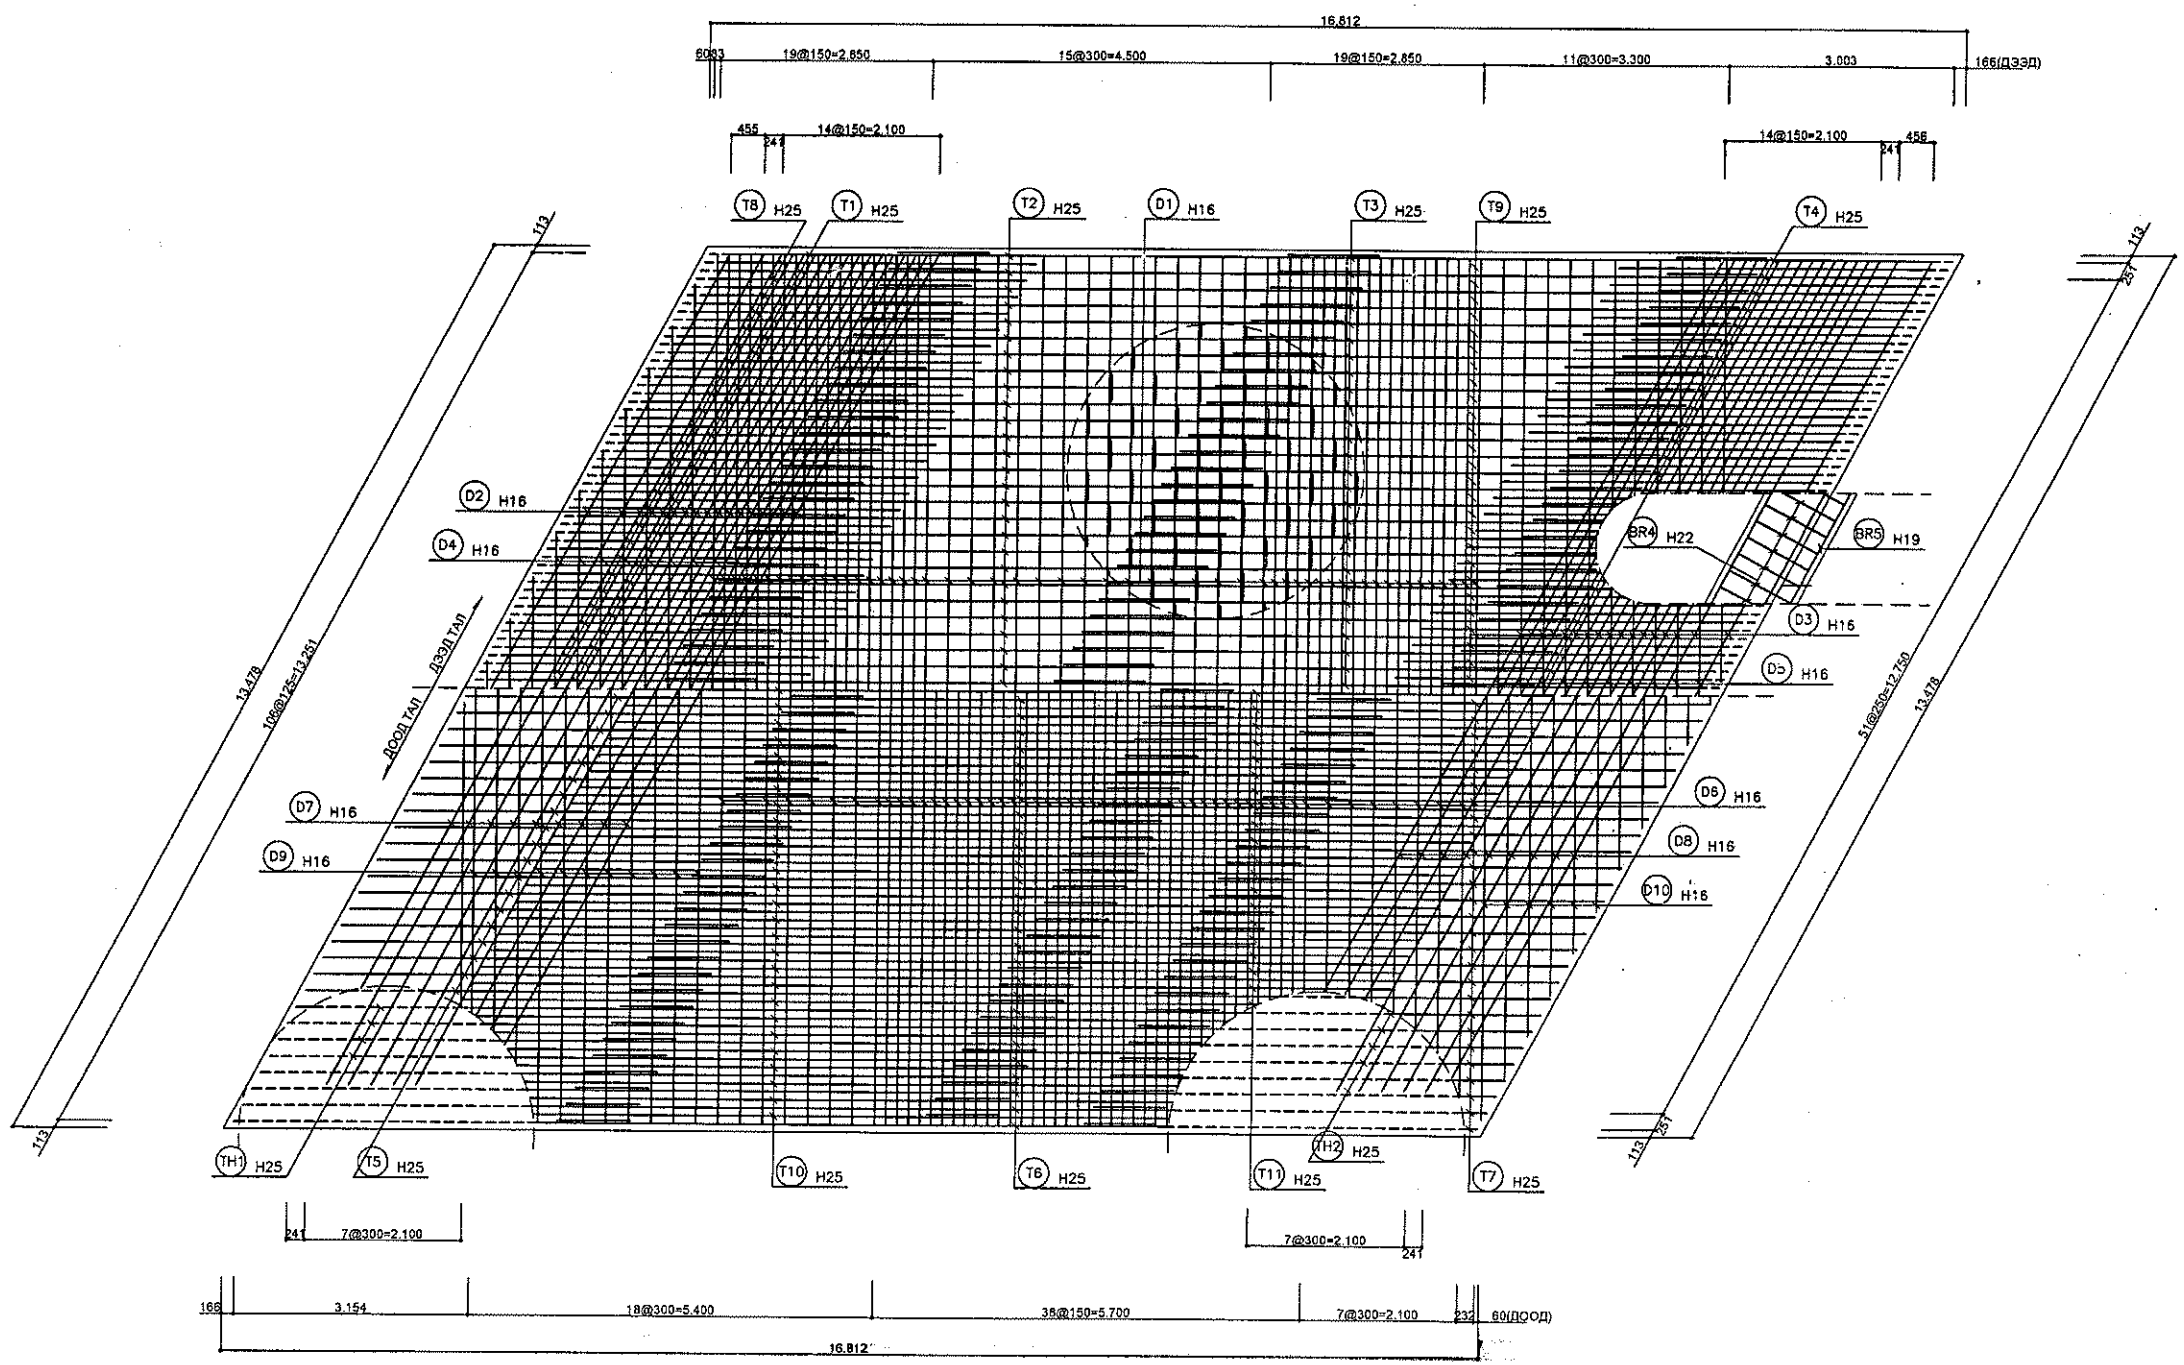 16.812
6083 19@150=2.850 15@300=4.500 19@150=2.850 11@300=3.300 3.003 166(ДЭЭД)
455 241 14@150=2.100
14@150=2.100 241 456
T8 H25
T1 H25
T2 H25
D1 H16
T3 H25
T9 H25
T4 H25
113
113
251
D2 H16
D4 H16
BR4 H22
BR5 H19
D3 H16
D5 H16
ДЭЭД ТАЛ
ДООД ТАЛ
13.478
106@125=13.251
51@250=12.750
13.478
D7 H16
D9 H16
D6 H16
D8 H16
D10 H16
113
113
251
TH1 H25
T5 H25
T10 H25
T6 H25
T11 H25
TH2 H25
T7 H25
241 7@300=2.100
7@300=2.100 241
166 3.154 18@300=5.400 38@150=5.700 7@300=2.100 232 60(ДООД)
16.812